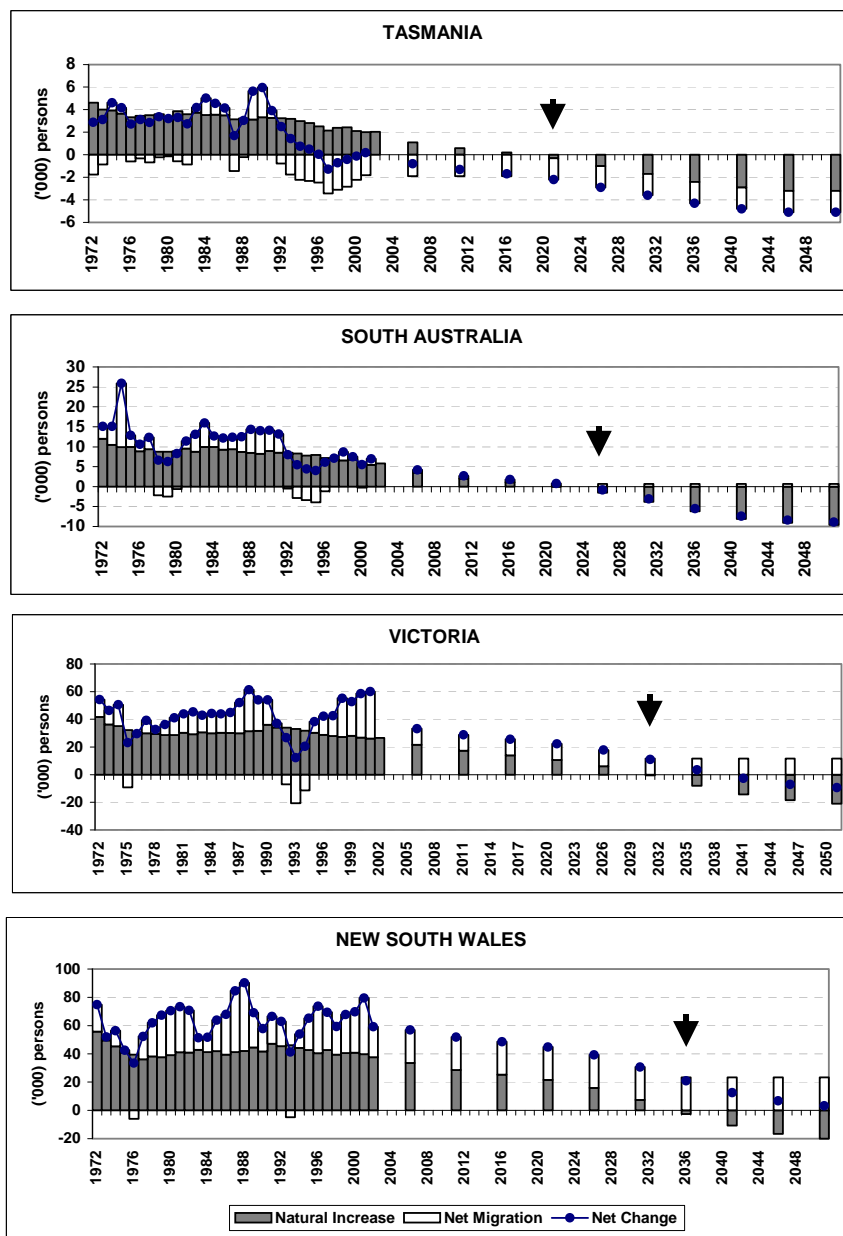 TASMANIA
('000) persons
8
6
4
2
0
-2
-4
-6
1972 1976 1980 1984 1988 1992 1996 2000 2004 2008 2012 2016 2020 2024 2028 2032 2036 2040 2044 2048
SOUTH AUSTRALIA
('000) persons
30
25
20
15
10
5
0
-5
-10
1972 1976 1980 1984 1988 1992 1996 2000 2004 2008 2012 2016 2020 2024 2028 2032 2036 2040 2044 2048
VICTORIA
('000) persons
80
60
40
20
0
-20
-40
1972 1975 1978 1981 1984 1987 1990 1993 1996 1999 2002 2005 2008 2011 2014 2017 2020 2023 2026 2029 2032 2035 2038 2041 2044 2047 2050
NEW SOUTH WALES
('000) persons
100
80
60
40
20
0
-20
1972 1976 1980 1984 1988 1992 1996 2000 2004 2008 2012 2016 2020 2024 2028 2032 2036 2040 2044 2048
Natural Increase Net Migration Net Change